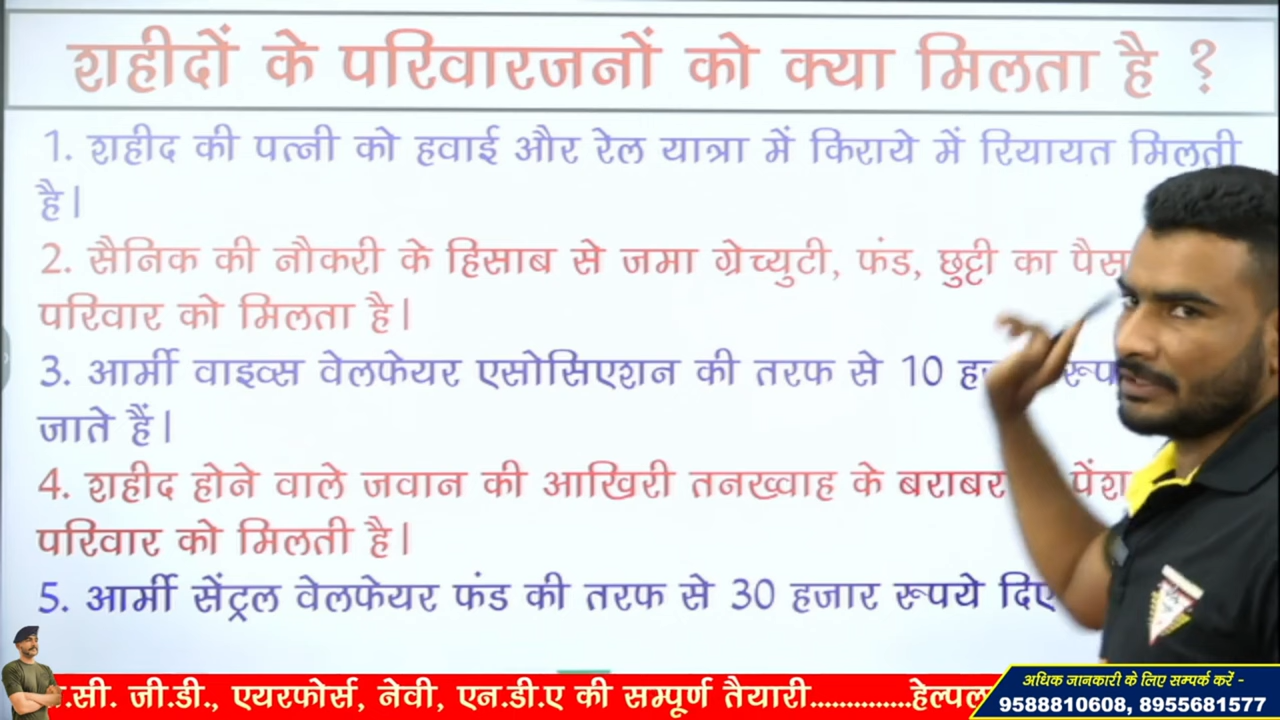 शहीदों के परिवारजनों को क्या मिलता है ?
1. शहीद की पत्नी को हवाई और रेल यात्रा में किराये में रियायत मिलती
है।
2. सैनिक की नौकरी के हिसाब से जमा ग्रेच्युटी, फंड, छुट्टी का
परिवार को मिलता है।
3. आर्मी वाइव्स वेलफेयर एसोसिएशन की तरफ से 10
जाते हैं।
4. शहीद होने वाले जवान की आखिरी तनख्वाह के बराबर
परिवार को मिलती है।
5. आर्मी सेंट्रल वेलफेयर फंड की तरफ से 30 हजार रूपये दिए
जी.डी., एयरफोर्स, नेवी, एन.डी.ए की सम्पूर्ण तैयारी...............
अधिक जानकारी के लिए सम्पर्क करें -
9588810608, 8955681577